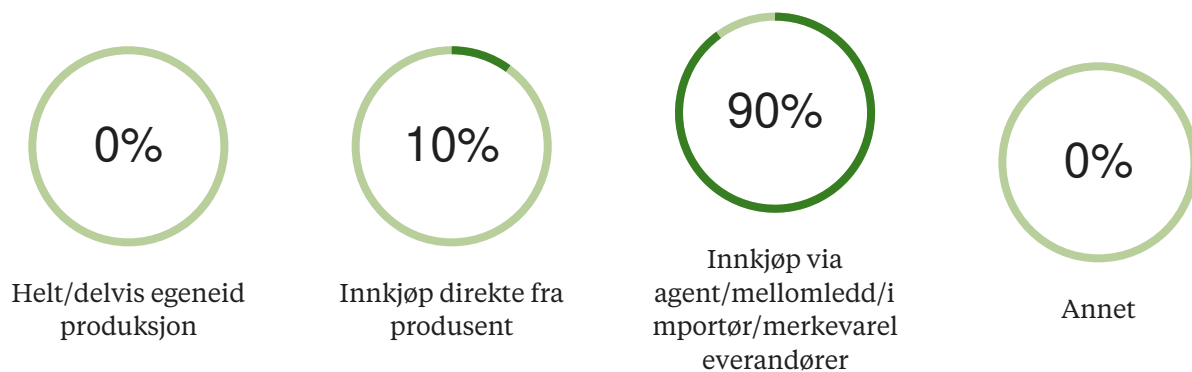 0%
Helt/delvis egeneid
produksjon
10%
Innkjøp direkte fra
produsent
90%
Innkjøp via
agent/mellomledd/i
mportør/merkevarel
everandører
0%
Annet